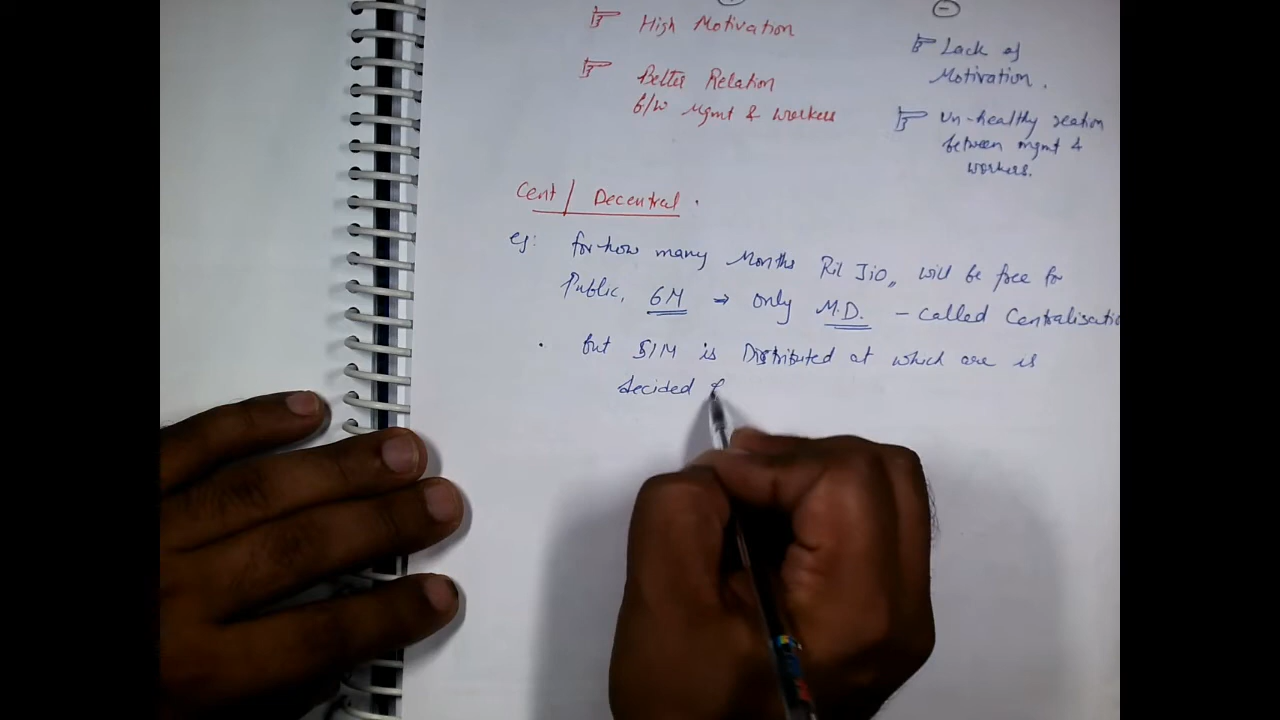 High Motivation
Better Relation
b/w Mgmt & workers
Lack of
Motivation.
Un-healthy reation
between mgmt &
workers.
Cent / Decentral.
eg: for how many Months Ril Jio,, will be free for
Public, 6M → only M.D. - called Centralisatio
but SIM is Distributed at which are is
decided